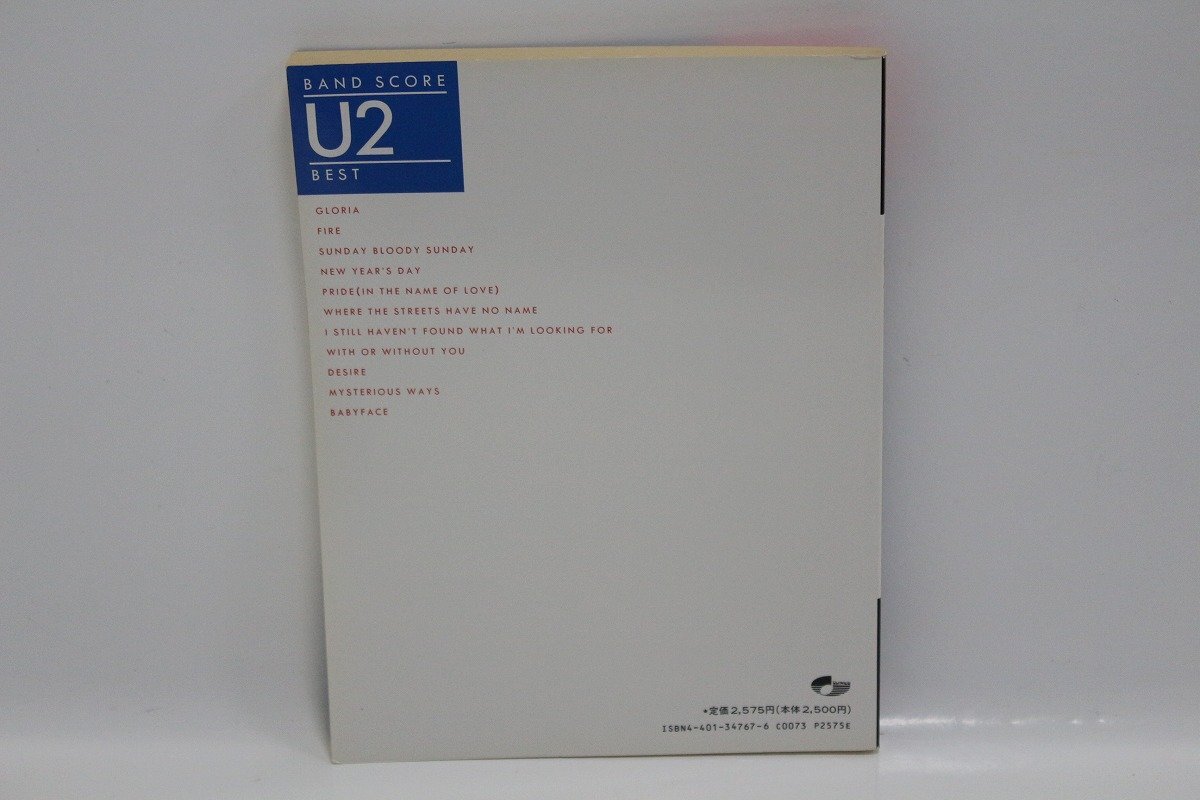 BAND SCORE
U2
BEST
GLORIA
FIRE
SUNDAY BLOODY SUNDAY
NEW YEAR'S DAY
PRIDE(IN THE NAME OF LOVE)
WHERE THE STREETS HAVE NO NAME
I STILL HAVEN'T FOUND WHAT I'M LOOKING FOR
WITH OR WITHOUT YOU
DESIRE
MYSTERIOUS WAYS
BABYFACE
★定価2,575円(本体2,500円)
ISBN4-401-34767-6 C0073 P2575E